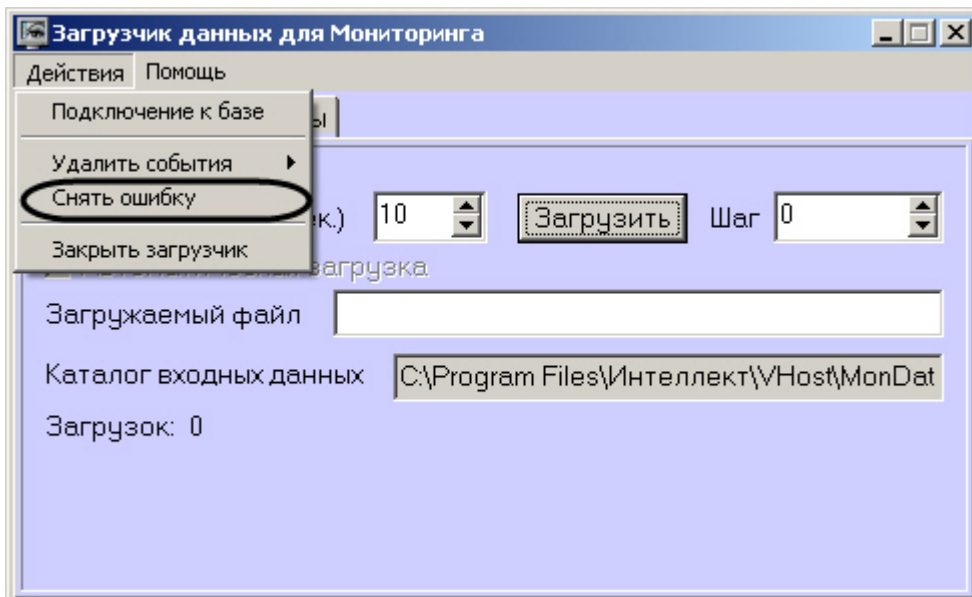 Загрузчик данных для Мониторинга
Действия Помощь
Подключение к базе
ы
Удалить события
Снять ошибку
к.) 10 Загрузить Шаг 0
Закрыть загрузчик
загрузка
Загружаемый файл
Каталог входных данных C:\Program Files\Интеллект\VHost\MonDat
Загрузок: 0